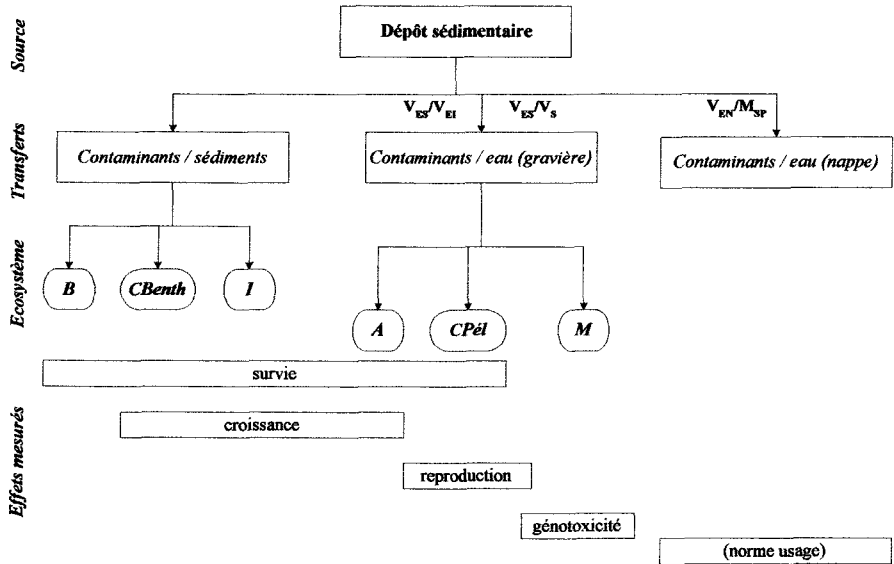 Source
Dépôt sédimentaire
V_ES/V_EI
V_ES/V_S
V_EN/M_SP
Transferts
Contaminants / sédiments
Contaminants / eau (gravière)
Contaminants / eau (nappe)
Ecosystème
B
CBenth
I
A
CPél
M
Effets mesurés
survie
croissance
reproduction
génotoxicité
(norme usage)